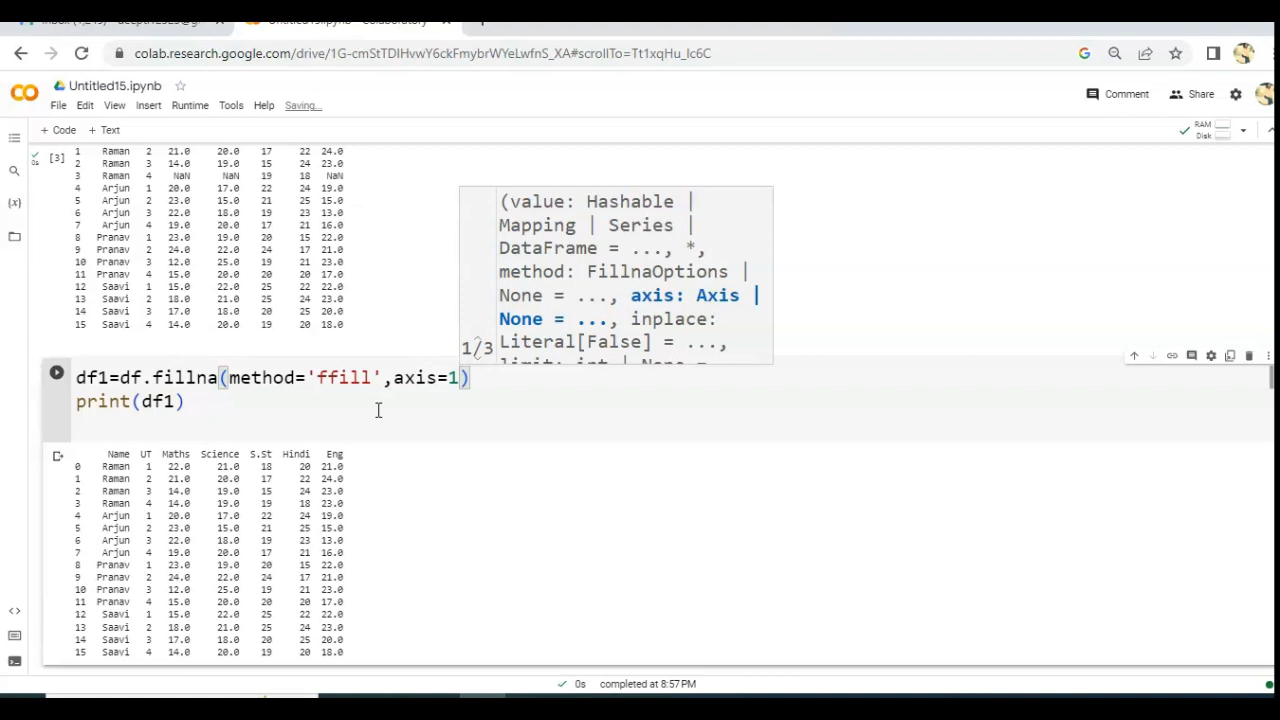 colab.research.google.com/drive/1G-cmStTDIHvwY6ckFmybrWYeLwfnS_XA#scrollTo=Tt1xqHu_Ic6C
Untitled15.ipynb
File Edit View Insert Runtime Tools Help Saving...
Comment Share
+ Code + Text
RAM
Disk
[3]
0s
1 Raman 2 21.0 20.0 17 22 24.0
2 Raman 3 14.0 19.0 15 24 23.0
3 Raman 4 NaN NaN 19 18 NaN
4 Arjun 1 20.0 17.0 22 24 19.0
5 Arjun 2 23.0 15.0 21 25 15.0
6 Arjun 3 22.0 18.0 19 23 13.0
7 Arjun 4 19.0 20.0 17 21 16.0
8 Pranav 1 23.0 19.0 20 15 22.0
9 Pranav 2 24.0 22.0 24 17 21.0
10 Pranav 3 12.0 25.0 19 21 23.0
11 Pranav 4 15.0 20.0 20 20 17.0
12 Saavi 1 15.0 22.0 25 22 22.0
13 Saavi 2 18.0 21.0 25 24 23.0
14 Saavi 3 17.0 18.0 20 25 20.0
15 Saavi 4 14.0 20.0 19 20 18.0
(value: Hashable |
Mapping | Series |
DataFrame = ..., *,
method: FillnaOptions |
None = ..., axis: Axis |
None = ..., inplace:
Literal[False] = ...,
1/3
limit: int | None =
df1=df.fillna(method='ffill',axis=1)
print(df1)
Name UT Maths Science S.St Hindi Eng
0 Raman 1 22.0 21.0 18 20 21.0
1 Raman 2 21.0 20.0 17 22 24.0
2 Raman 3 14.0 19.0 15 24 23.0
3 Raman 4 14.0 19.0 19 18 23.0
4 Arjun 1 20.0 17.0 22 24 19.0
5 Arjun 2 23.0 15.0 21 25 15.0
6 Arjun 3 22.0 18.0 19 23 13.0
7 Arjun 4 19.0 20.0 17 21 16.0
8 Pranav 1 23.0 19.0 20 15 22.0
9 Pranav 2 24.0 22.0 24 17 21.0
10 Pranav 3 12.0 25.0 19 21 23.0
11 Pranav 4 15.0 20.0 20 20 17.0
12 Saavi 1 15.0 22.0 25 22 22.0
13 Saavi 2 18.0 21.0 25 24 23.0
14 Saavi 3 17.0 18.0 20 25 20.0
15 Saavi 4 14.0 20.0 19 20 18.0
0s completed at 8:57 PM